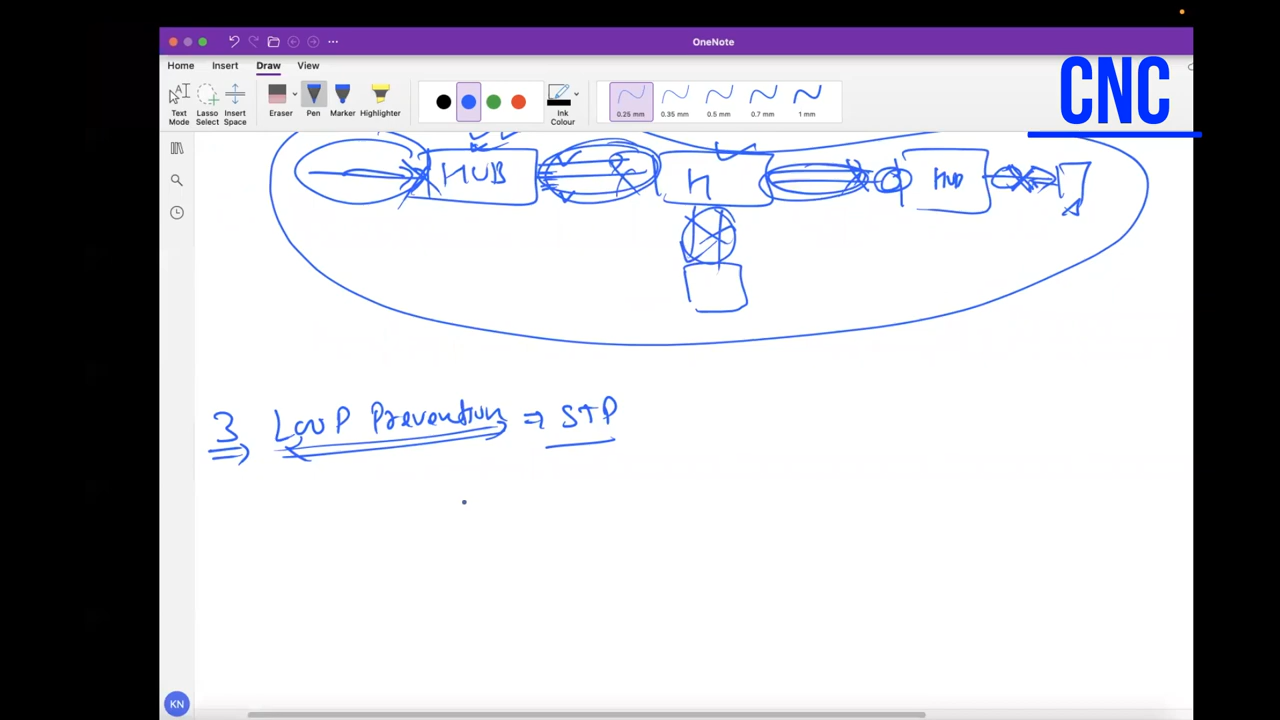 OneNote
Home Insert Draw View
CNC
Text Mode
Lasso Select
Insert Space
Eraser
Pen
Marker
Highlighter
Ink Colour
0.25 mm
0.35 mm
0.5 mm
0.7 mm
1 mm
HUB
H
HUB
3 Loop Prevention ⇒ STP
KN